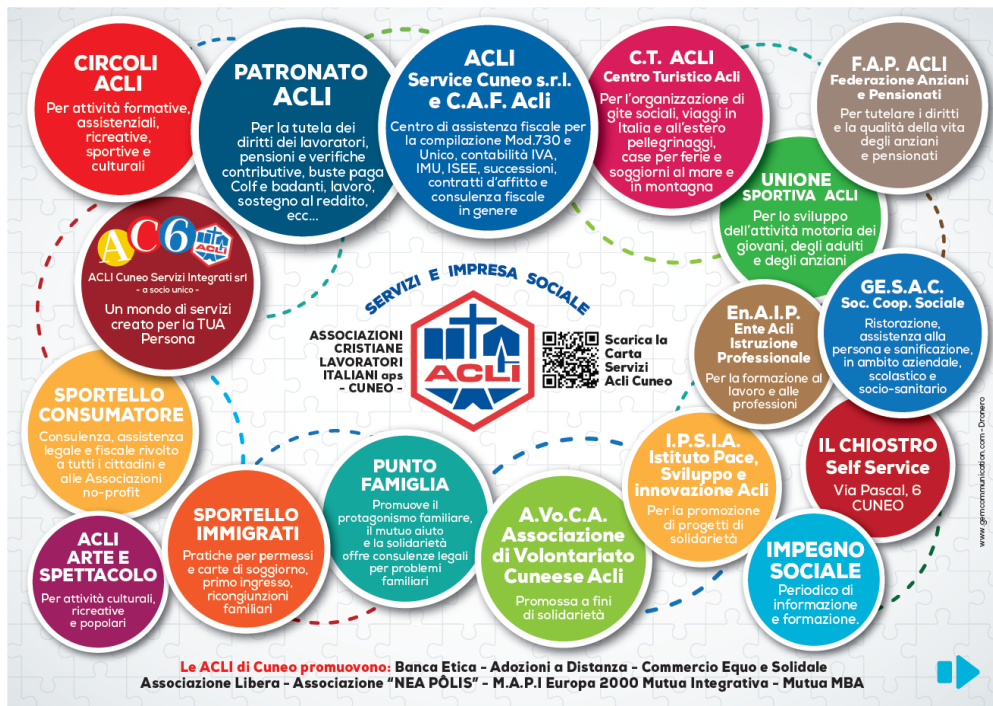 CIRCOLI
ACLI
Per attività formative,
assistenziali,
ricreative,
sportive e
culturali
PATRONATO
ACLI
Per la tutela dei
diritti dei lavoratori,
pensioni e verifiche
contributive, buste paga
Colf e badanti, lavoro,
sostegno al reddito,
ecc...
ACLI
Service Cuneo s.r.l.
e C.A.F. Acli
Centro di assistenza fiscale per
la compilazione Mod.730 e
Unico, contabilità IVA,
IMU, ISEE, successioni,
contratti d'affitto e
consulenza fiscale
in genere
C.T. ACLI
Centro Turistico Acli
Per l'organizzazione di
gite sociali, viaggi in
Italia e all'estero
pellegrinaggi,
case per ferie e
soggiorni al mare e
in montagna
F.A.P. ACLI
Federazione Anziani
e Pensionati
Per tutelare i diritti
e la qualità della vita
degli anziani
e pensionati
UNIONE
SPORTIVA ACLI
Per lo sviluppo
dell'attività motoria dei
giovani, degli adulti
e degli anziani
AC6
ACLI
ACLI Cuneo Servizi Integrati srl
- a socio unico -
Un mondo di servizi
creato per la TUA
Persona
SERVIZI E IMPRESA SOCIALE
ASSOCIAZIONI
CRISTIANE
LAVORATORI
ITALIANI aps
- CUNEO -
ACLI
Scarica la
Carta
Servizi
Acli Cuneo
En.A.I.P.
Ente Acli
Istruzione
Professionale
Per la formazione al
lavoro e alle
professioni
GE.S.A.C.
Soc. Coop. Sociale
Ristorazione,
assistenza alla
persona e sanificazione,
in ambito aziendale,
scolastico e
socio-sanitario
SPORTELLO
CONSUMATORE
Consulenza, assistenza
legale e fiscale rivolto
a tutti i cittadini e
alle Associazioni
no-profit
IL CHIOSTRO
Self Service
Via Pascal, 6
CUNEO
I.P.S.I.A.
Istituto Pace,
Sviluppo e
innovazione Acli
Per la promozione
di progetti di
solidarietà
PUNTO
FAMIGLIA
Promuove il
protagonismo familiare,
il mutuo aiuto
e la solidarietà
offre consulenze legali
per problemi
familiari
SPORTELLO
IMMIGRATI
Pratiche per permessi
e carte di soggiorno,
primo ingresso,
ricongiunzioni
familiari
A.Vo.C.A.
Associazione
di Volontariato
Cuneese Acli
Promossa a fini
di solidarietà
ACLI
ARTE E
SPETTACOLO
Per attività culturali,
ricreative
e popolari
IMPEGNO
SOCIALE
Periodico di
informazione
e formazione.
www.gemcommunication.com - Dronero
Le ACLI di Cuneo promuovono: Banca Etica - Adozioni a Distanza - Commercio Equo e Solidale
Associazione Libera - Associazione "NEA PÔLIS" - M.A.P.I Europa 2000 Mutua Integrativa - Mutua MBA